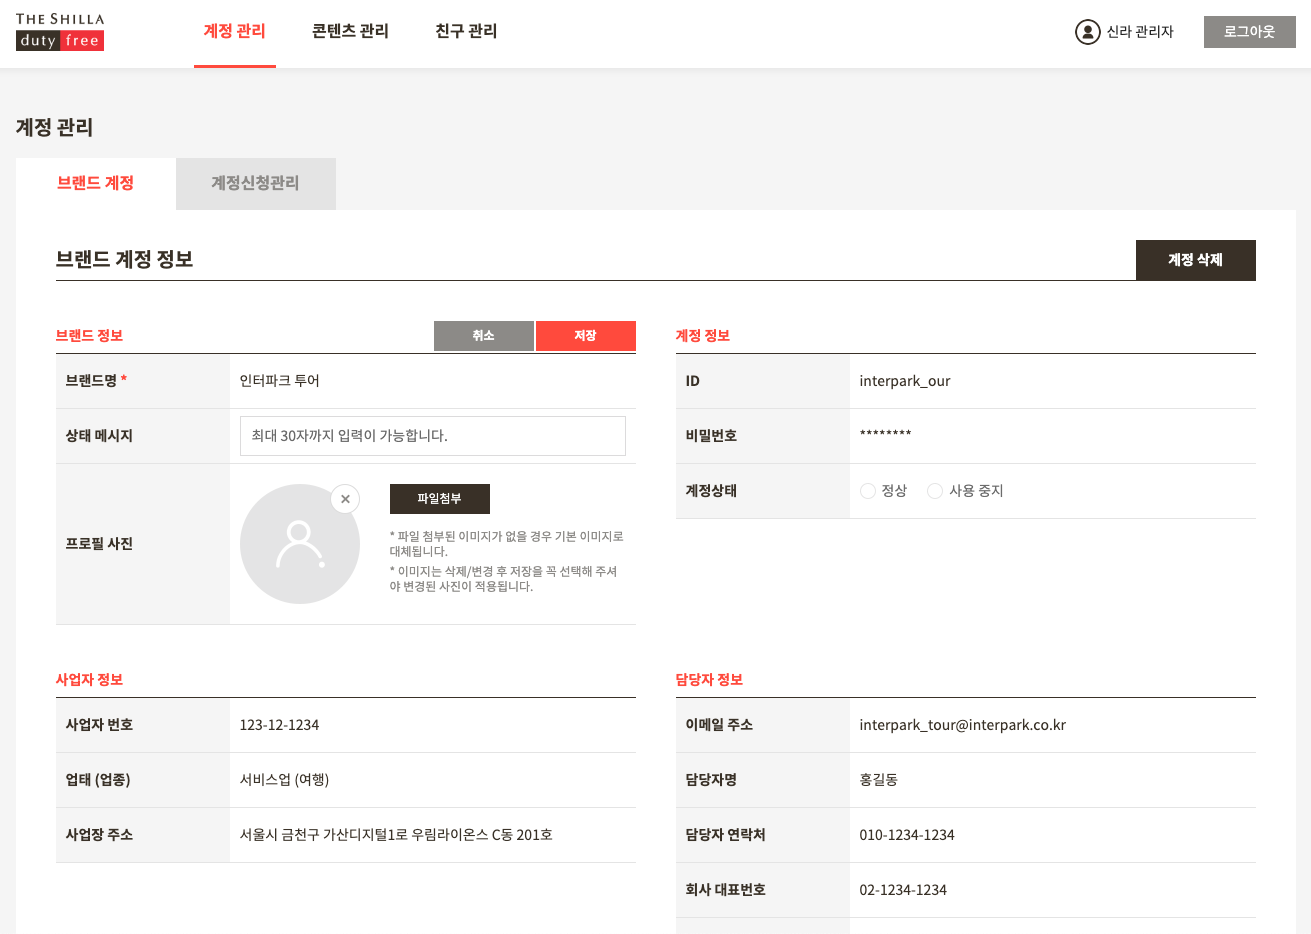 THE SHILLA
duty free
계정 관리
콘텐츠 관리
친구 관리
신라 관리자
로그아웃
계정 관리
브랜드 계정
계정신청관리
브랜드 계정 정보
계정 삭제
브랜드 정보
취소
저장
브랜드명 *
인터파크 투어
상태 메시지
최대 30자까지 입력이 가능합니다.
프로필 사진
파일첨부
* 파일 첨부된 이미지가 없을 경우 기본 이미지로
대체됩니다.
* 이미지는 삭제/변경 후 저장을 꼭 선택해 주셔
야 변경된 사진이 적용됩니다.
계정 정보
ID
interpark_our
비밀번호
********
계정상태
정상
사용 중지
사업자 정보
사업자 번호
123-12-1234
업태 (업종)
서비스업 (여행)
사업장 주소
서울시 금천구 가산디지털1로 우림라이온스 C동 201호
담당자 정보
이메일 주소
interpark_tour@interpark.co.kr
담당자명
홍길동
담당자 연락처
010-1234-1234
회사 대표번호
02-1234-1234